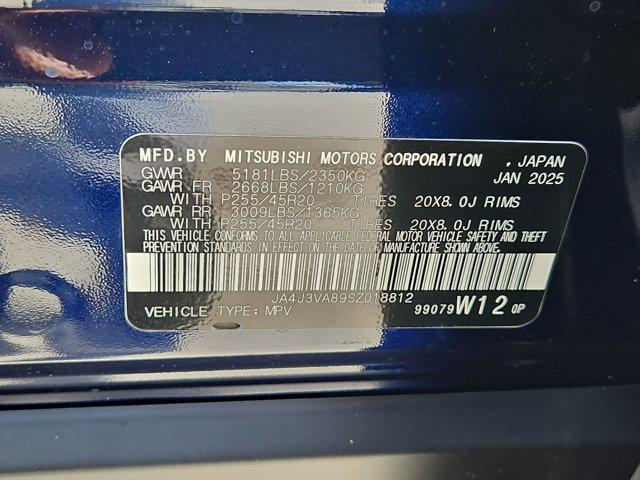 MFD.BY MITSUBISHI MOTORS CORPORATION , JAPAN
GVWR 5181LBS/2350KG JAN 2025
GAWR FR 2668LBS/1210KG
WITH P255/45R20 TIRES 20X8.0J RIMS
GAWR RR 3009LBS/1365KG
WITH P255/45R20 TIRES 20X8.0J RIMS
THIS VEHICLE CONFORMS TO ALL APPLICABLE FEDERAL MOTOR VEHICLE SAFETY AND THEFT
PREVENTION STANDARDS IN EFFECT ON THE DATE OF MANUFACTURE SHOWN ABOVE.
JA4J3VA89SZ018812
VEHICLE TYPE: MPV 99079 W12 0P